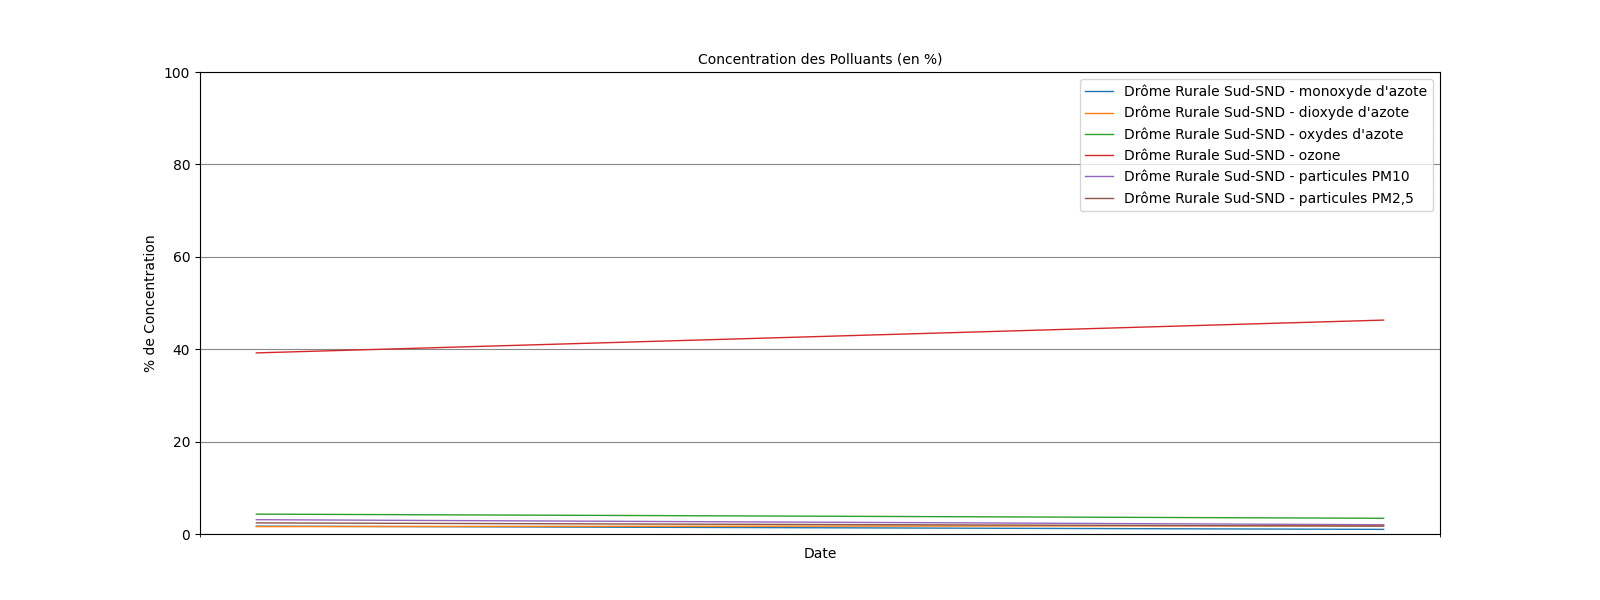 Concentration des Polluants (en %)
100
80
60
40
20
0
% de Concentration
Date
Drôme Rurale Sud-SND - monoxyde d'azote
Drôme Rurale Sud-SND - dioxyde d'azote
Drôme Rurale Sud-SND - oxydes d'azote
Drôme Rurale Sud-SND - ozone
Drôme Rurale Sud-SND - particules PM10
Drôme Rurale Sud-SND - particules PM2,5